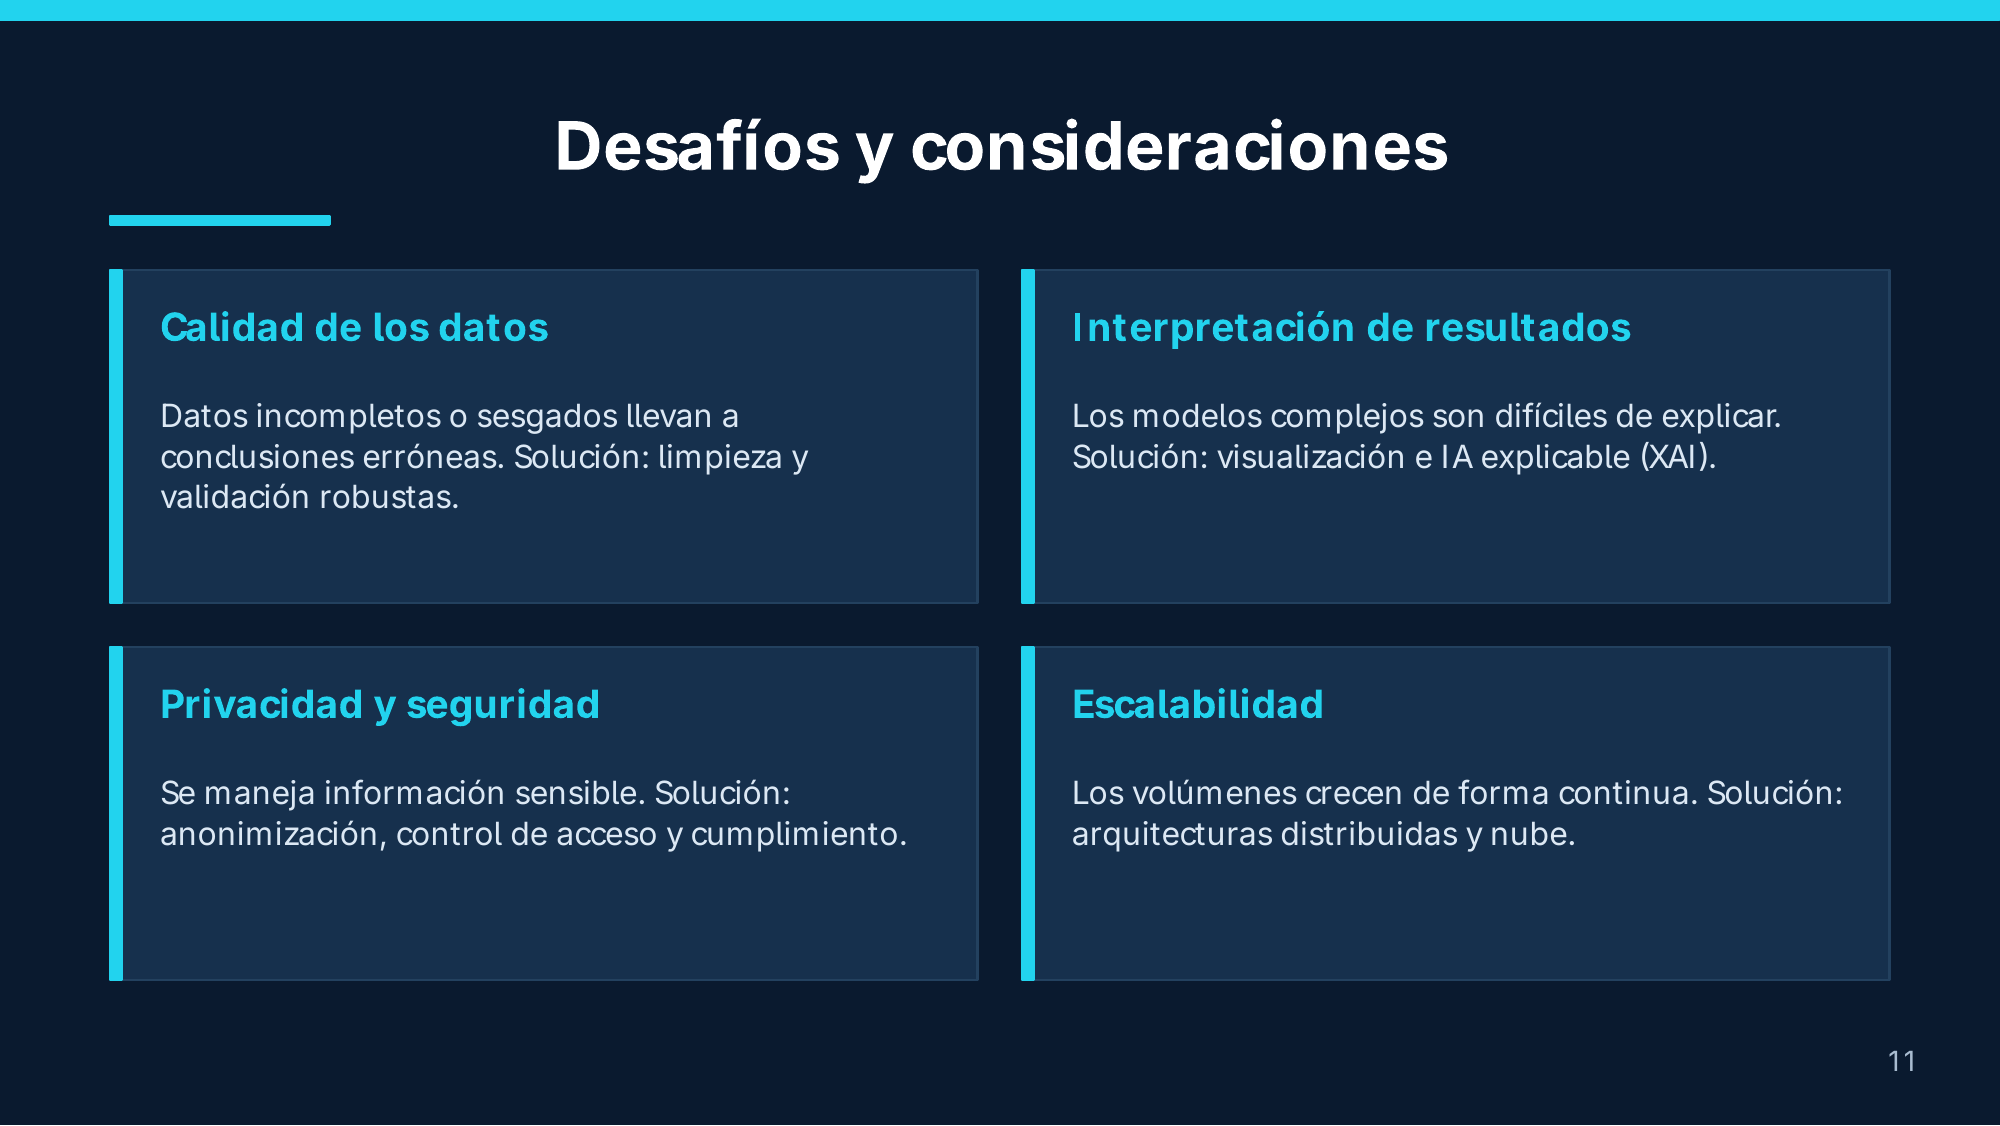 Desafíos y consideraciones
Calidad de los datos
Datos incompletos o sesgados llevan a
conclusiones erróneas. Solución: limpieza y
validación robustas.
Interpretación de resultados
Los modelos complejos son difíciles de explicar.
Solución: visualización e IA explicable (XAI).
Privacidad y seguridad
Se maneja información sensible. Solución:
anonimización, control de acceso y cumplimiento.
Escalabilidad
Los volúmenes crecen de forma continua. Solución:
arquitecturas distribuidas y nube.
11